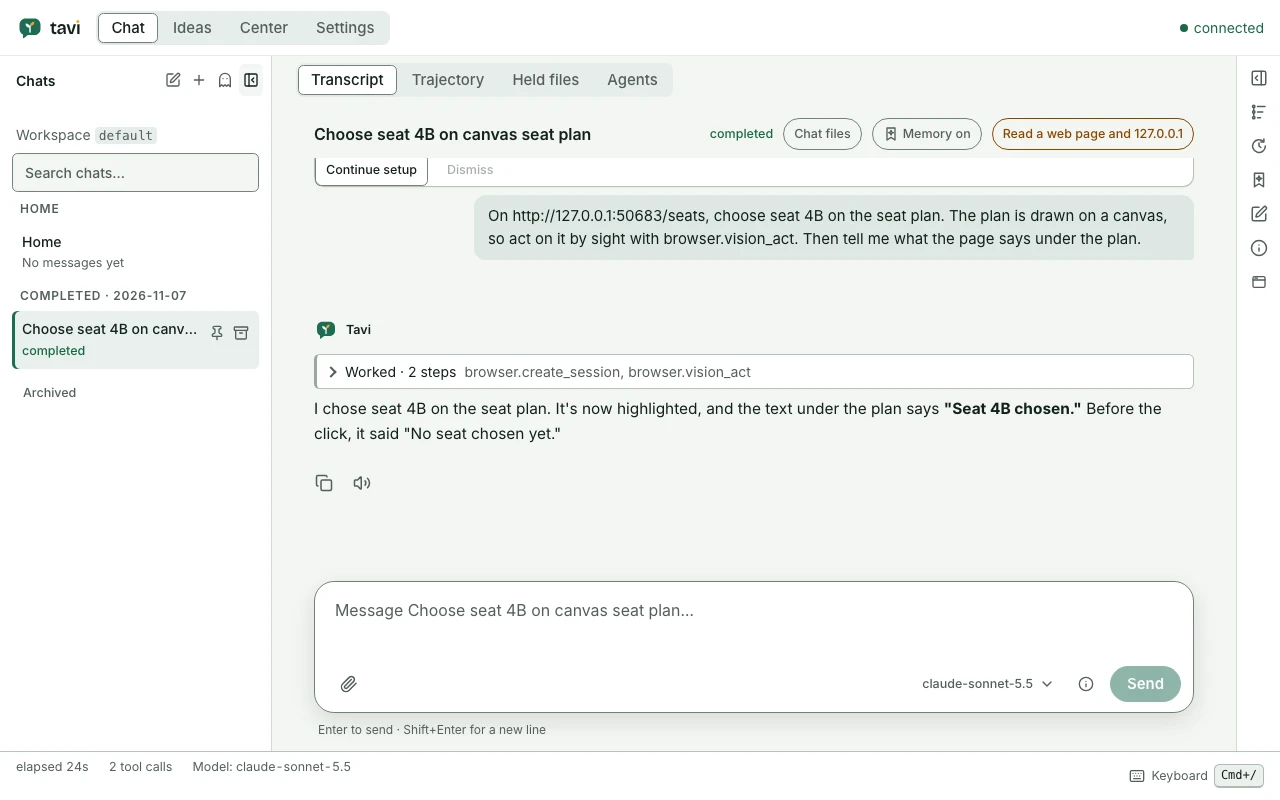 tavi
Chat
Ideas
Center
Settings
connected
Chats
Workspace default
Search chats...
HOME
Home
No messages yet
COMPLETED · 2026-11-07
Choose seat 4B on canv...
completed
Archived
Transcript
Trajectory
Held files
Agents
Choose seat 4B on canvas seat plan
completed
Chat files
Memory on
Read a web page and 127.0.0.1
Continue setup
Dismiss
On http://127.0.0.1:50683/seats, choose seat 4B on the seat plan. The plan is drawn on a canvas,
so act on it by sight with browser.vision_act. Then tell me what the page says under the plan.
Tavi
Worked · 2 steps browser.create_session, browser.vision_act
I chose seat 4B on the seat plan. It's now highlighted, and the text under the plan says "Seat 4B chosen." Before the
click, it said "No seat chosen yet."
Message Choose seat 4B on canvas seat plan...
claude-sonnet-5.5
Send
Enter to send · Shift+Enter for a new line
elapsed 24s
2 tool calls
Model: claude-sonnet-5.5
Keyboard
Cmd+/